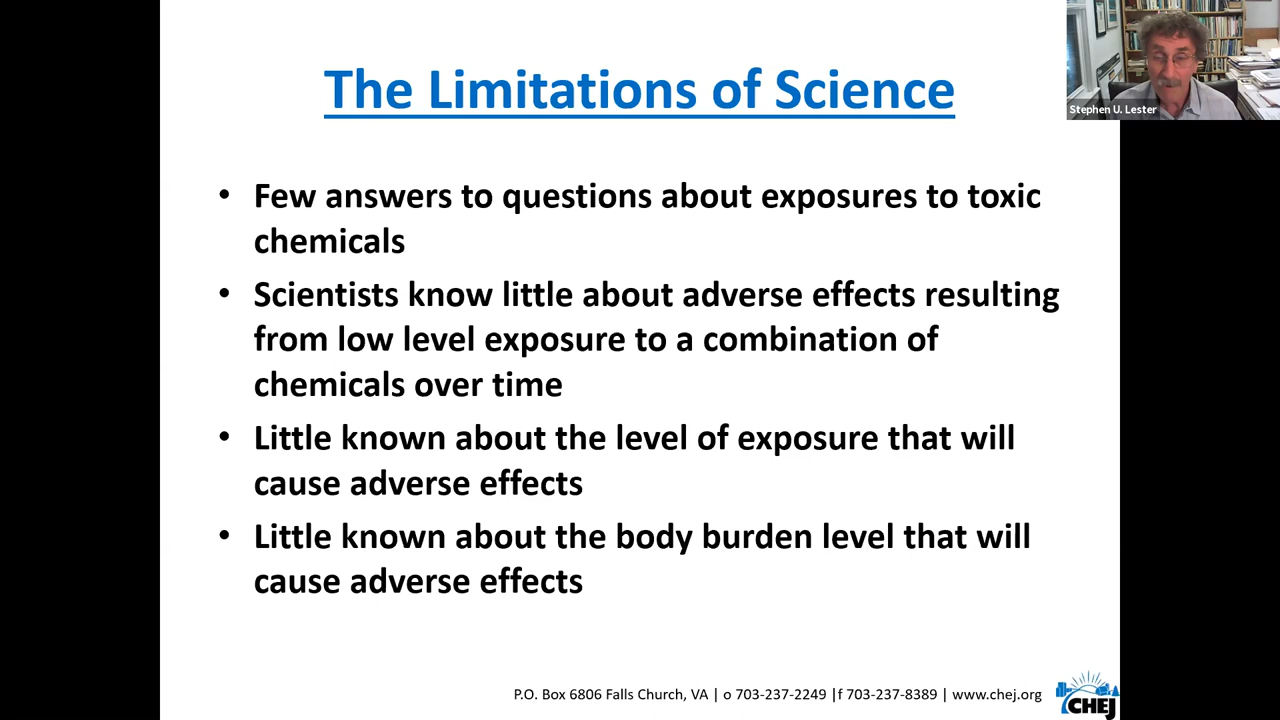 The Limitations of Science
Stephen U. Lester
• Few answers to questions about exposures to toxic
chemicals
• Scientists know little about adverse effects resulting
from low level exposure to a combination of
chemicals over time
• Little known about the level of exposure that will
cause adverse effects
• Little known about the body burden level that will
cause adverse effects
P.O. Box 6806 Falls Church, VA | o 703-237-2249 |f 703-237-8389 | www.chej.org
CHEJ